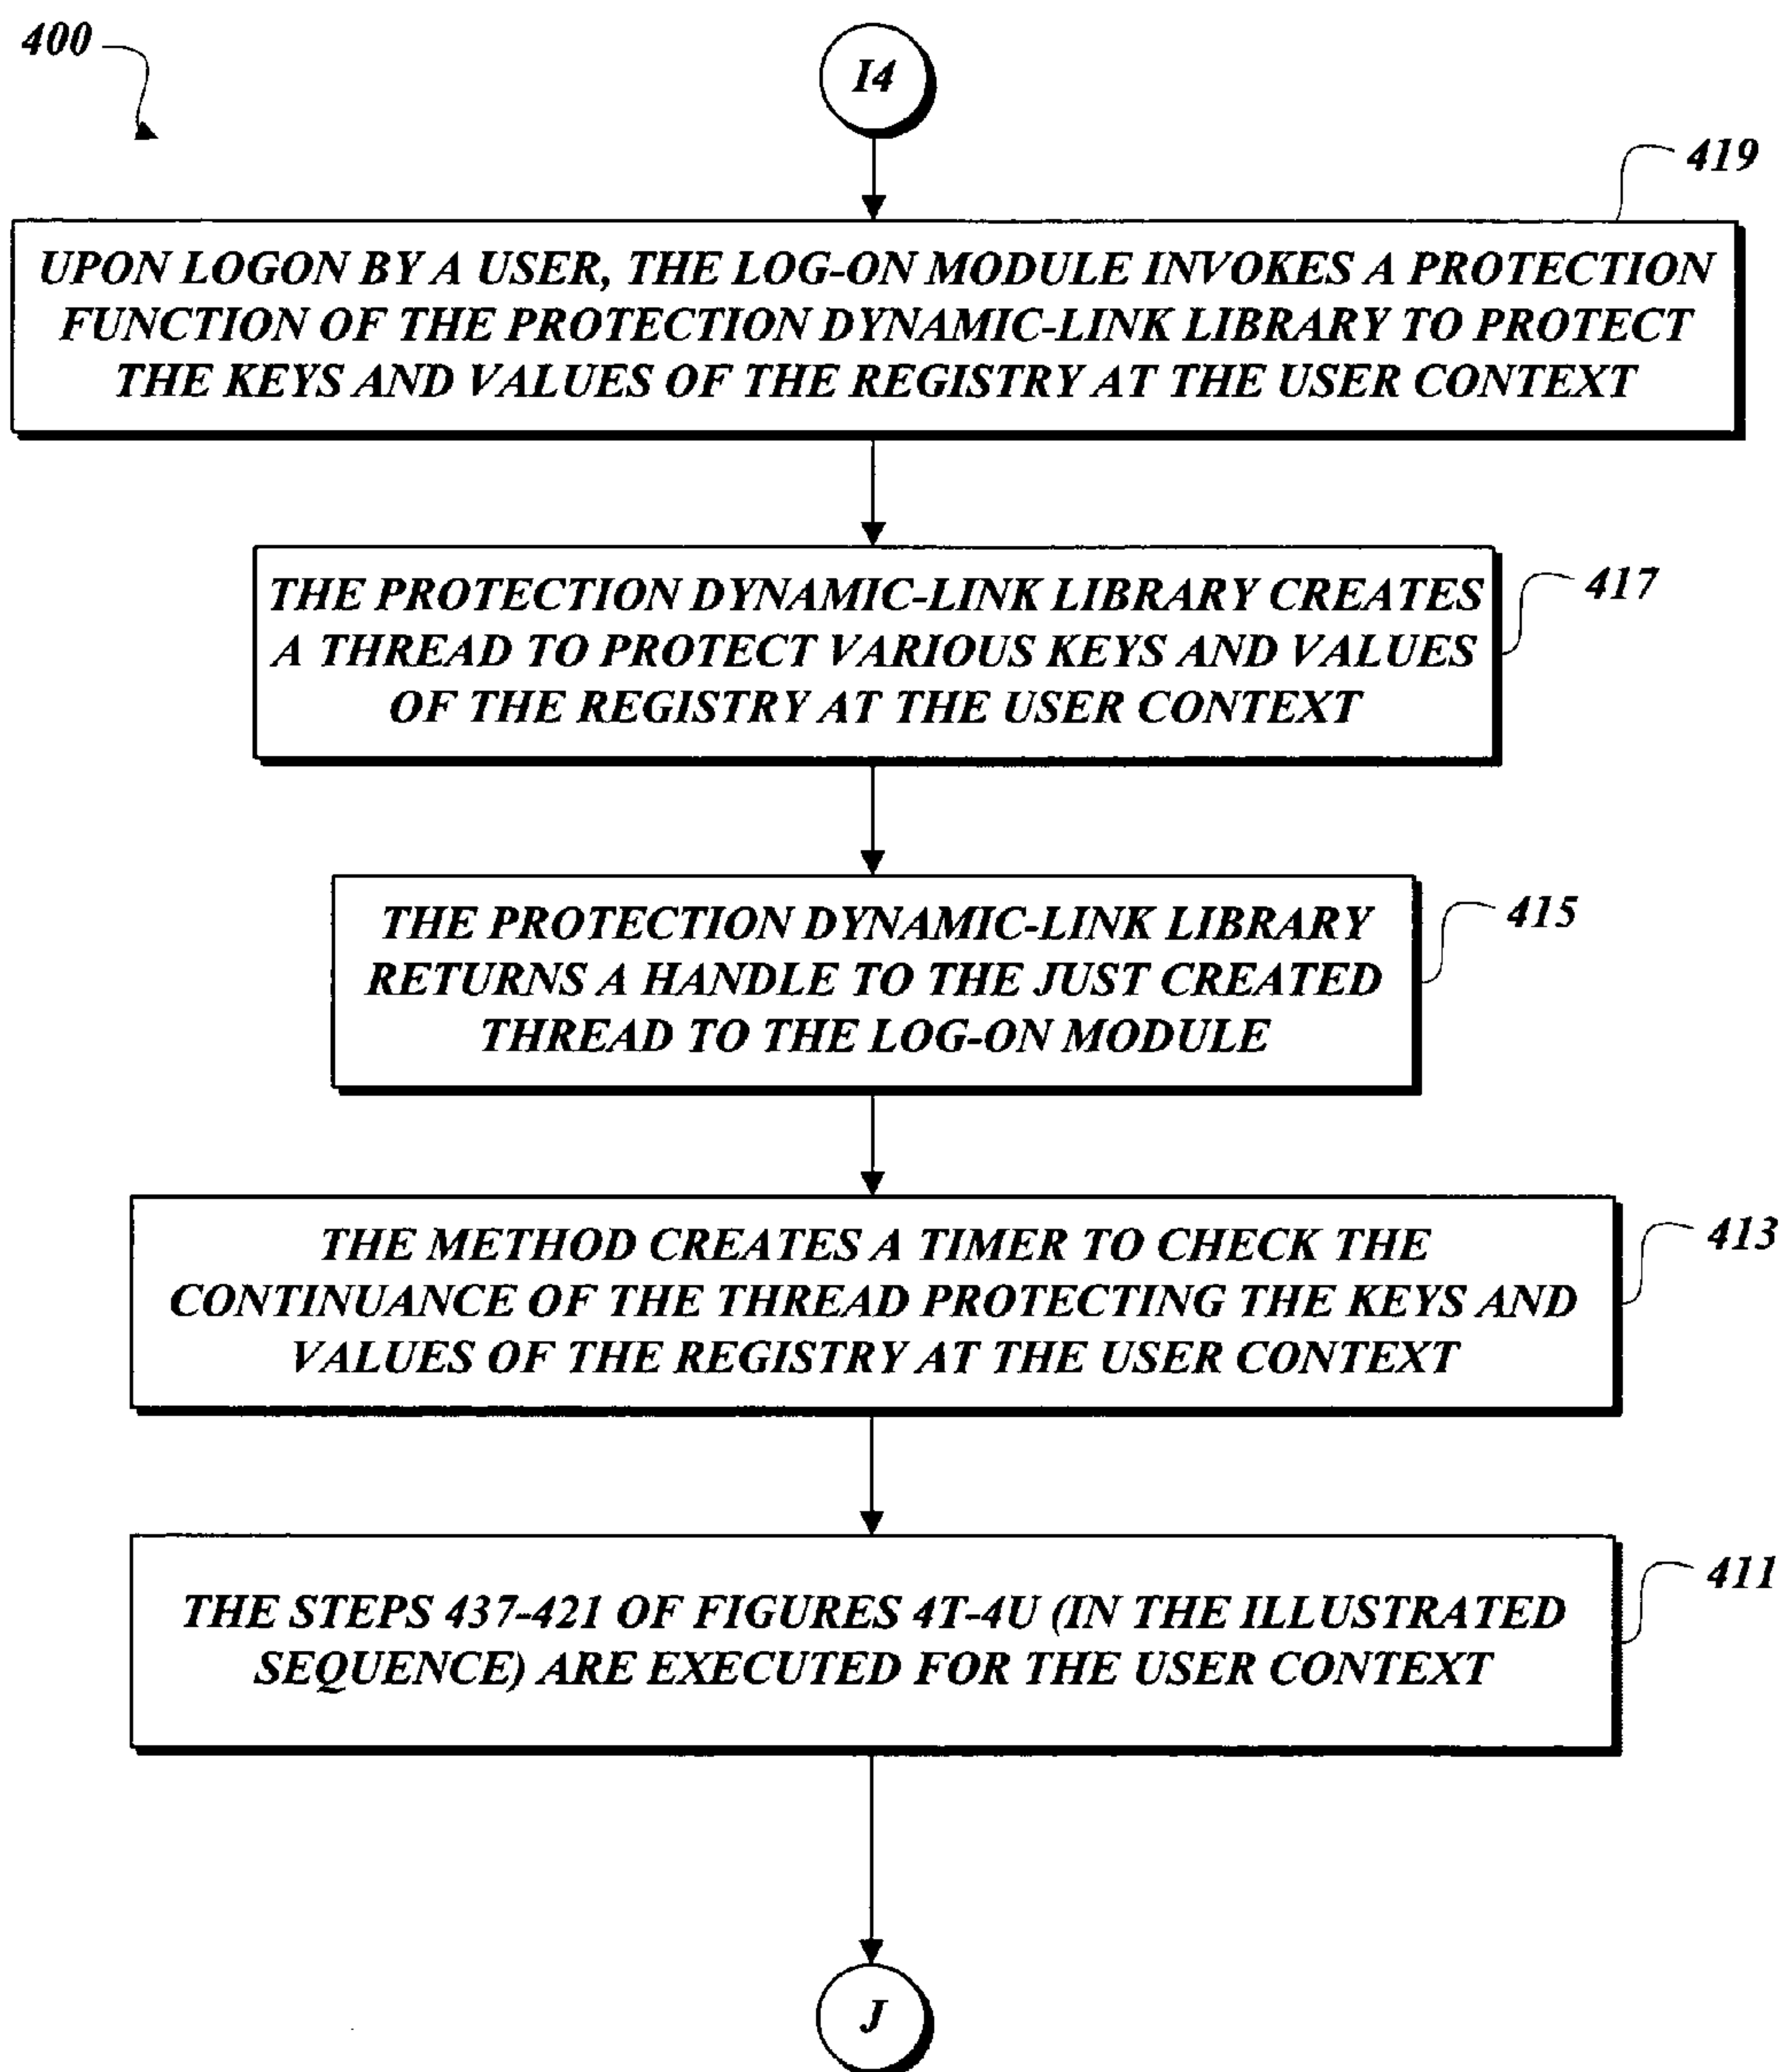 400
I4
419
UPON LOGON BY A USER, THE LOG-ON MODULE INVOKES A PROTECTION
FUNCTION OF THE PROTECTION DYNAMIC-LINK LIBRARY TO PROTECT
THE KEYS AND VALUES OF THE REGISTRY AT THE USER CONTEXT
417
THE PROTECTION DYNAMIC-LINK LIBRARY CREATES
A THREAD TO PROTECT VARIOUS KEYS AND VALUES
OF THE REGISTRY AT THE USER CONTEXT
415
THE PROTECTION DYNAMIC-LINK LIBRARY
RETURNS A HANDLE TO THE JUST CREATED
THREAD TO THE LOG-ON MODULE
413
THE METHOD CREATES A TIMER TO CHECK THE
CONTINUANCE OF THE THREAD PROTECTING THE KEYS AND
VALUES OF THE REGISTRY AT THE USER CONTEXT
411
THE STEPS 437-421 OF FIGURES 4T-4U (IN THE ILLUSTRATED
SEQUENCE) ARE EXECUTED FOR THE USER CONTEXT
J